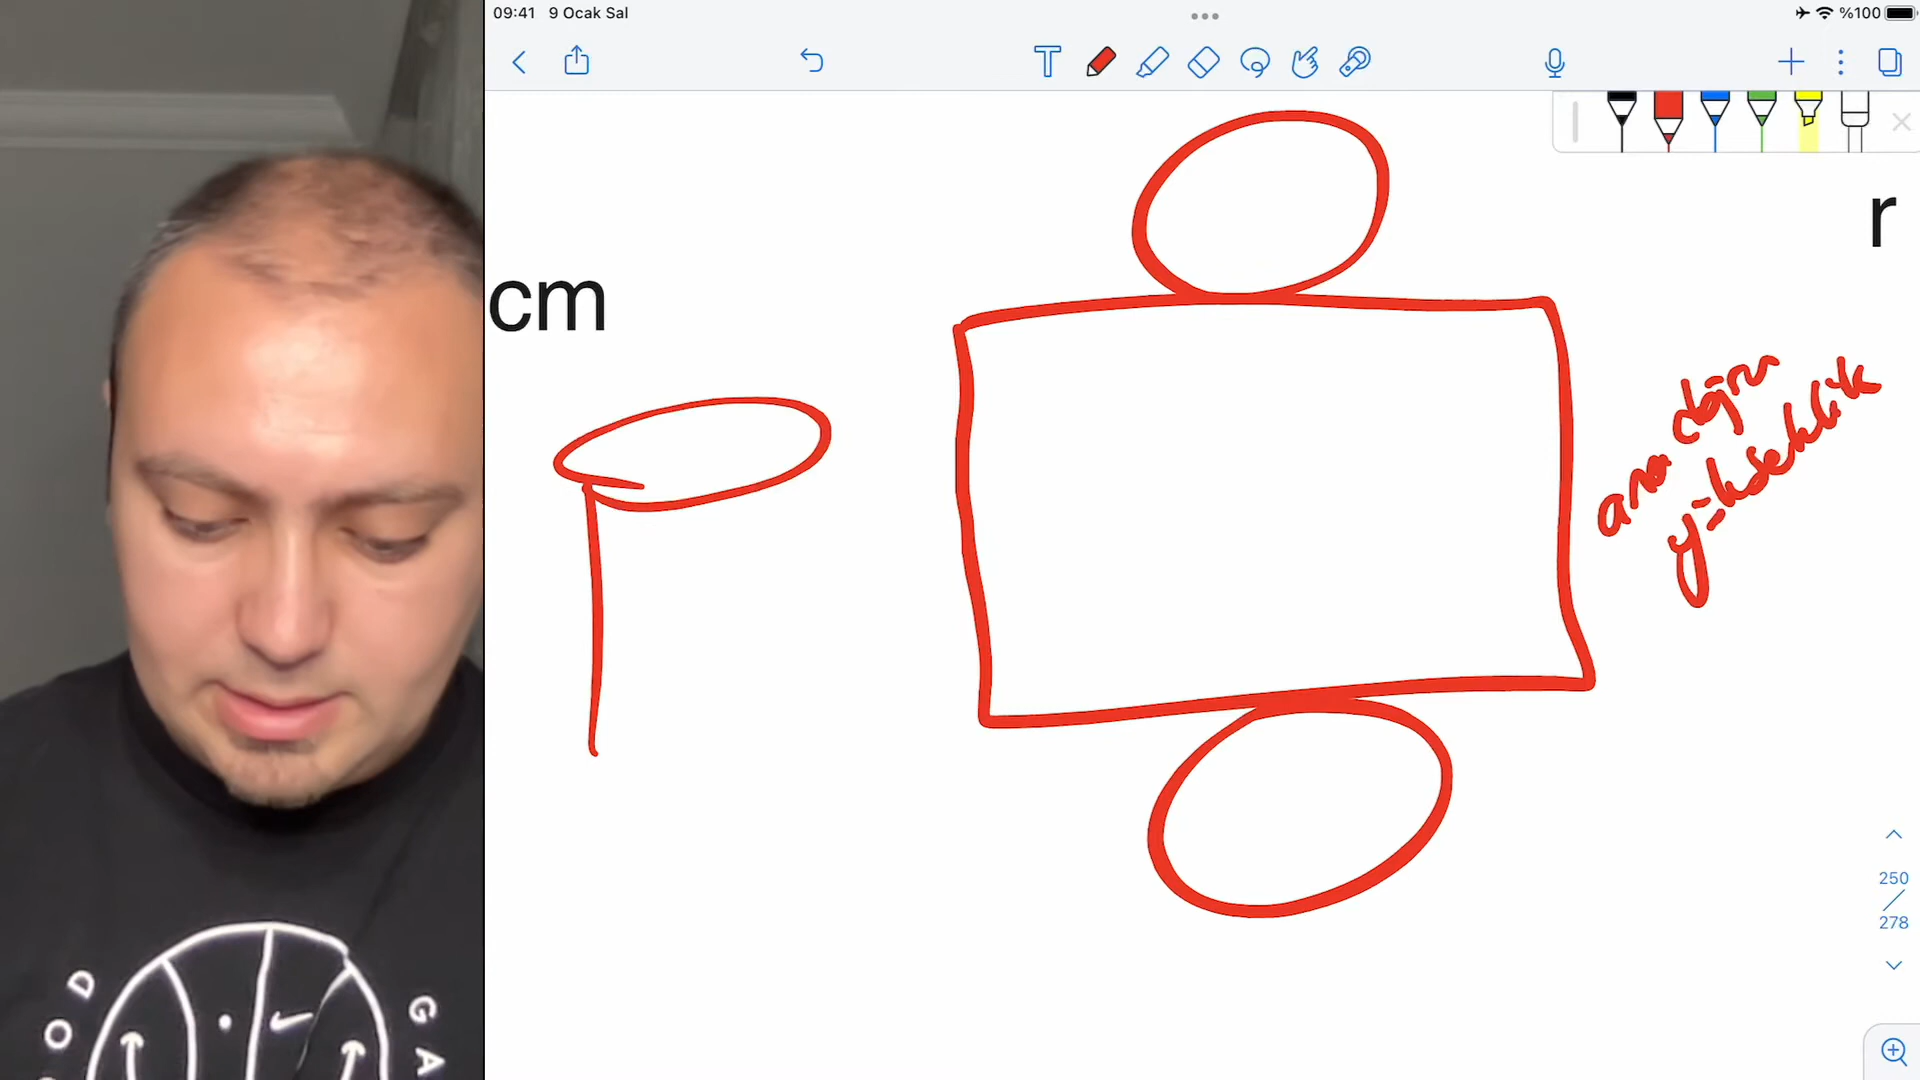 09:41 9 Ocak Sal
%100
T
r
cm
ana doğru
yükseklik
250
278
D
O
G
A